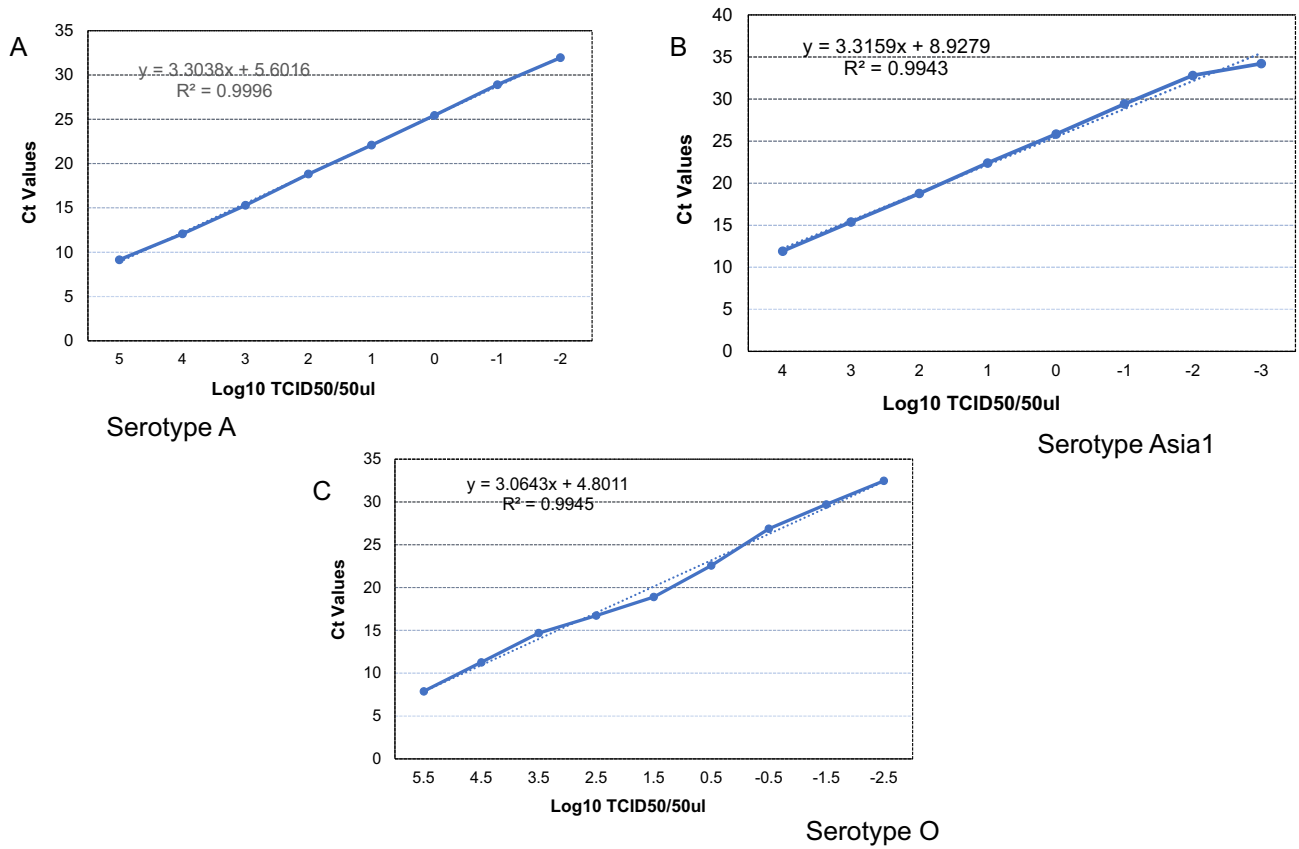 A
y = 3.3038x + 5.6016
R² = 0.9996
35
30
25
20
15
10
5
0
Ct Values
5 4 3 2 1 0 -1 -2
Log10 TCID50/50ul
Serotype A
B
y = 3.3159x + 8.9279
R² = 0.9943
40
35
30
25
20
15
10
5
0
Ct Values
4 3 2 1 0 -1 -2 -3
Log10 TCID50/50ul
Serotype Asia1
C
y = 3.0643x + 4.8011
R² = 0.9945
35
30
25
20
15
10
5
0
Ct Values
5.5 4.5 3.5 2.5 1.5 0.5 -0.5 -1.5 -2.5
Log10 TCID50/50ul
Serotype O